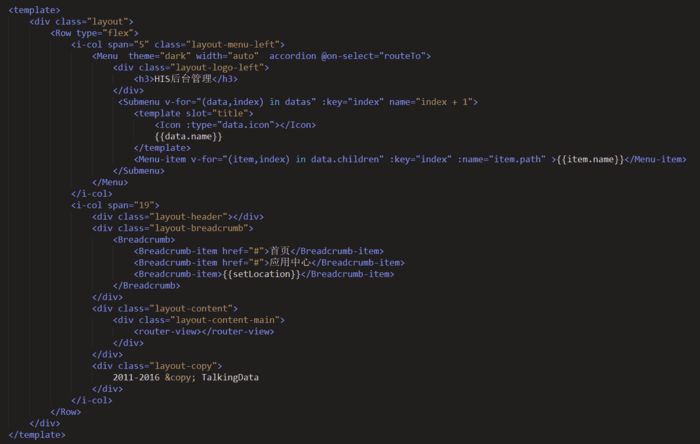 <template>
<div class="layout">
<Row type="flex">
<i-col span="5" class="layout-menu-left">
<Menu  theme="dark" width="auto"  accordion @on-select="routeTo">
<div class="layout-logo-left">
<h3>HIS后台管理</h3>
</div>
<Submenu v-for="(data,index) in datas" :key="index" name="index + 1">
<template slot="title">
<Icon :type="data.icon"></Icon>
{{data.name}}
</template>
<Menu-item v-for="(item,index) in data.children" :key="index" :name="item.path" >{{item.name}}</Menu-item>
</Submenu>
</Menu>
</i-col>
<i-col span="19">
<div class="layout-header"></div>
<div class="layout-breadcrumb">
<Breadcrumb>
<Breadcrumb-item href="#">首页</Breadcrumb-item>
<Breadcrumb-item href="#">应用中心</Breadcrumb-item>
<Breadcrumb-item>{{setLocation}}</Breadcrumb-item>
</Breadcrumb>
</div>
<div class="layout-content">
<div class="layout-content-main">
<router-view></router-view>
</div>
</div>
<div class="layout-copy">
2011-2016 &copy; TalkingData
</div>
</i-col>
</Row>
</div>
</template>